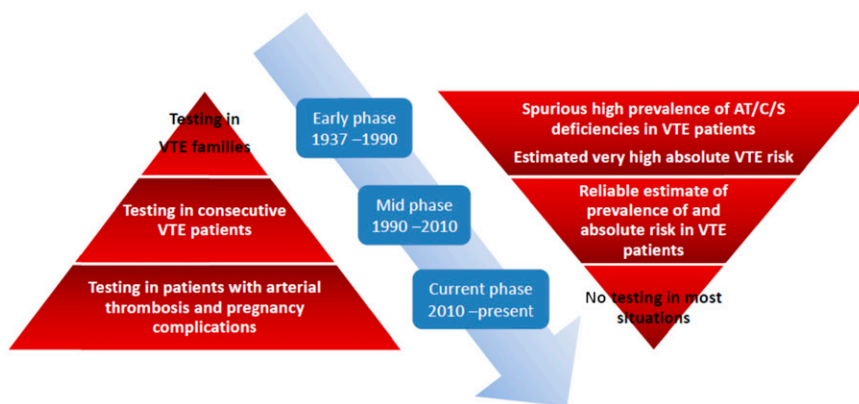 Testing in
VTE families
Testing in consecutive
VTE patients
Testing in patients with arterial
thrombosis and pregnancy
complications
Early phase
1937 –1990
Mid phase
1990 –2010
Current phase
2010 –present
Spurious high prevalence of AT/C/S
deficiencies in VTE patients
Estimated very high absolute VTE risk
Reliable estimate of
prevalence of and
absolute risk in VTE
patients
No testing in most
situations